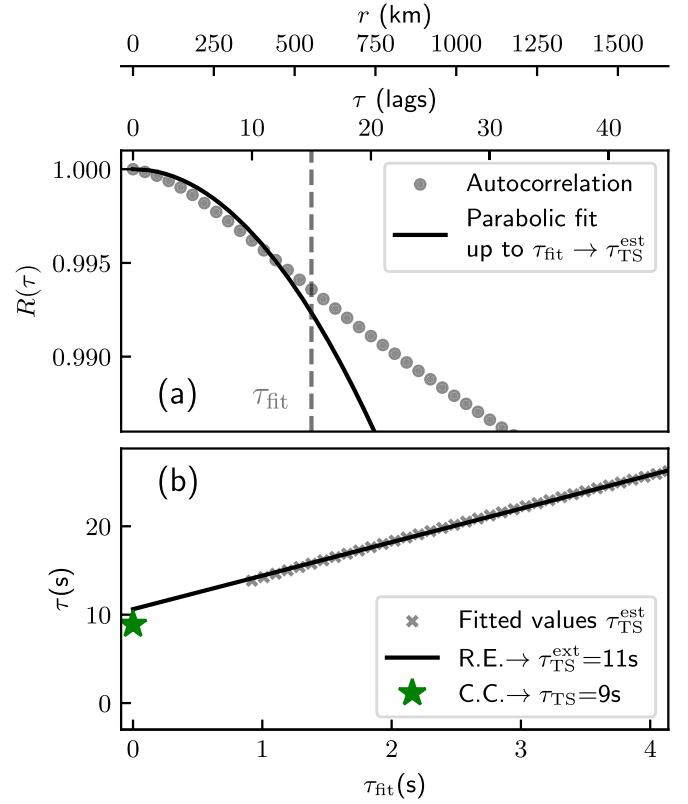 r (km)
0 250 500 750 1000 1250 1500
τ (lags)
0 10 20 30 40
1.000
0.995
0.990
R(τ)
Autocorrelation
Parabolic fit
up to τ_fit → τ_TS^est
(a)
τ_fit
(b)
20
10
0
τ(s)
Fitted values τ_TS^est
R.E.→ τ_TS^ext=11s
C.C.→ τ_TS=9s
0 1 2 3 4
τ_fit(s)